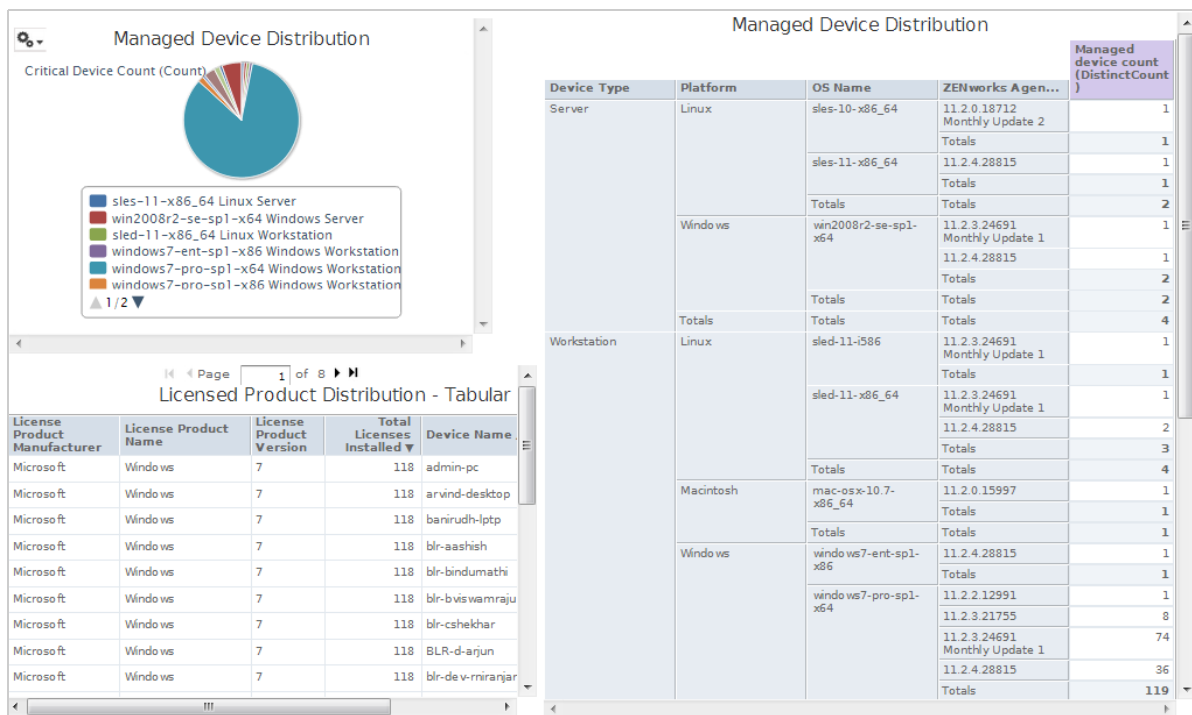 Managed Device Distribution
Critical Device Count (Count)
sles-11-x86_64 Linux Server
win2008r2-se-sp1-x64 Windows Server
sled-11-x86_64 Linux Workstation
windows7-ent-sp1-x86 Windows Workstation
windows7-pro-sp1-x64 Windows Workstation
windows7-pro-sp1-x86 Windows Workstation
1/2
Page 1 of 8
Licensed Product Distribution - Tabular
License Product Manufacturer License Product Name License Product Version Total Licenses Installed ▼ Device Name
Microsoft Windows 7 118 admin-pc
Microsoft Windows 7 118 arvind-desktop
Microsoft Windows 7 118 banirudh-lptp
Microsoft Windows 7 118 blr-aashish
Microsoft Windows 7 118 blr-bindumathi
Microsoft Windows 7 118 blr-bviswamraju
Microsoft Windows 7 118 blr-cshekhar
Microsoft Windows 7 118 BLR-d-arjun
Microsoft Windows 7 118 blr-dev-rniranjan
Managed Device Distribution
Device Type Platform OS Name ZENworks Agen... Managed device count (DistinctCount)
Server Linux sles-10-x86_64 11.2.0.18712 Monthly Update 2 1
Totals 1
sles-11-x86_64 11.2.4.28815 1
Totals 1
Totals Totals 2
Windows win2008r2-se-sp1-x64 11.2.3.24691 Monthly Update 1 1
11.2.4.28815 1
Totals 2
Totals Totals 2
Totals Totals Totals 4
Workstation Linux sled-11-i586 11.2.3.24691 Monthly Update 1 1
Totals 1
sled-11-x86_64 11.2.3.24691 Monthly Update 1 1
11.2.4.28815 2
Totals 3
Totals Totals 4
Macintosh mac-osx-10.7-x86_64 11.2.0.15997 1
Totals 1
Totals Totals 1
Windows windows7-ent-sp1-x86 11.2.4.28815 1
Totals 1
windows7-pro-sp1-x64 11.2.2.12991 1
11.2.3.21755 8
11.2.3.24691 Monthly Update 1 74
11.2.4.28815 36
Totals 119